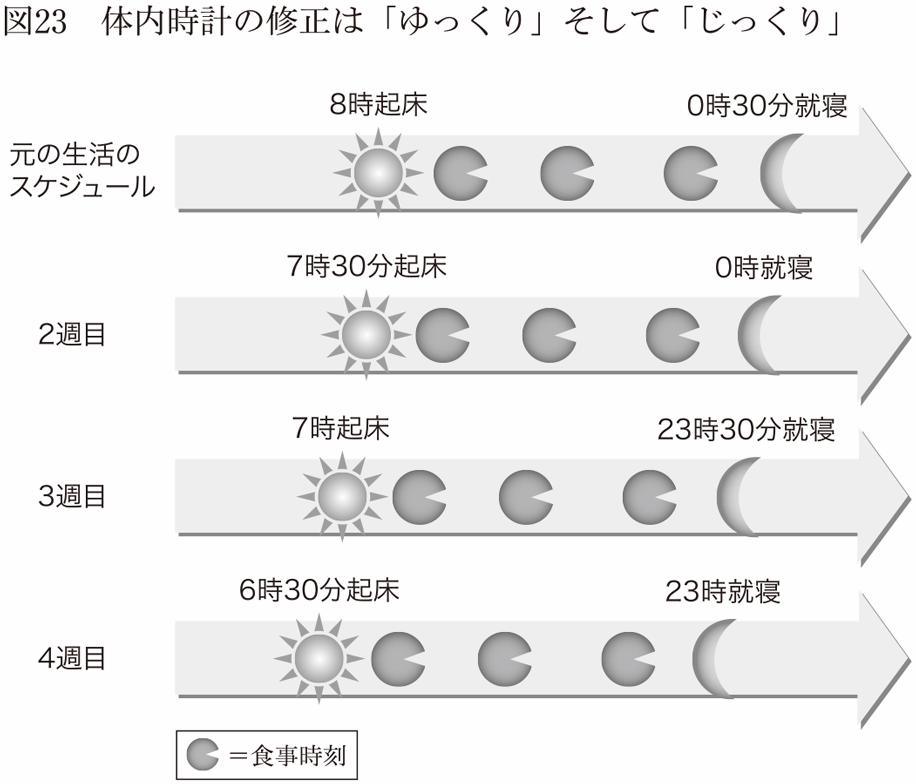 図23　体内時計の修正は「ゆっくり」そして「じっくり」
8時起床
0時30分就寝
元の生活の
スケジュール
7時30分起床
0時就寝
2週目
7時起床
23時30分就寝
3週目
6時30分起床
23時就寝
4週目
＝食事時刻